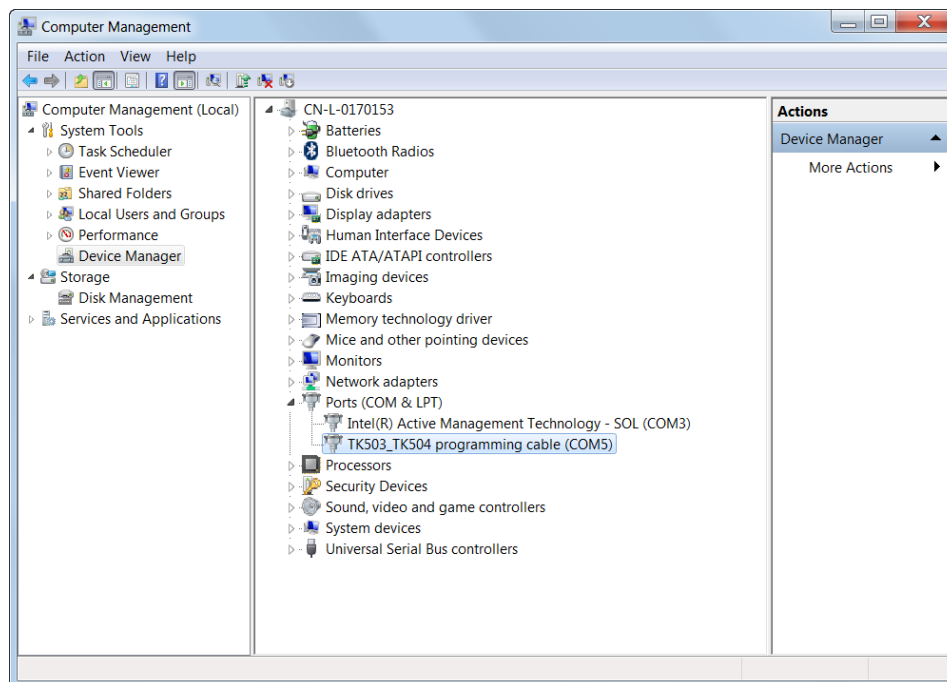 Computer Management
File Action View Help
Computer Management (Local)
System Tools
Task Scheduler
Event Viewer
Shared Folders
Local Users and Groups
Performance
Device Manager
Storage
Disk Management
Services and Applications
CN-L-0170153
Batteries
Bluetooth Radios
Computer
Disk drives
Display adapters
Human Interface Devices
IDE ATA/ATAPI controllers
Imaging devices
Keyboards
Memory technology driver
Mice and other pointing devices
Monitors
Network adapters
Ports (COM & LPT)
Intel(R) Active Management Technology - SOL (COM3)
TK503_TK504 programming cable (COM5)
Processors
Security Devices
Sound, video and game controllers
System devices
Universal Serial Bus controllers
Actions
Device Manager
More Actions